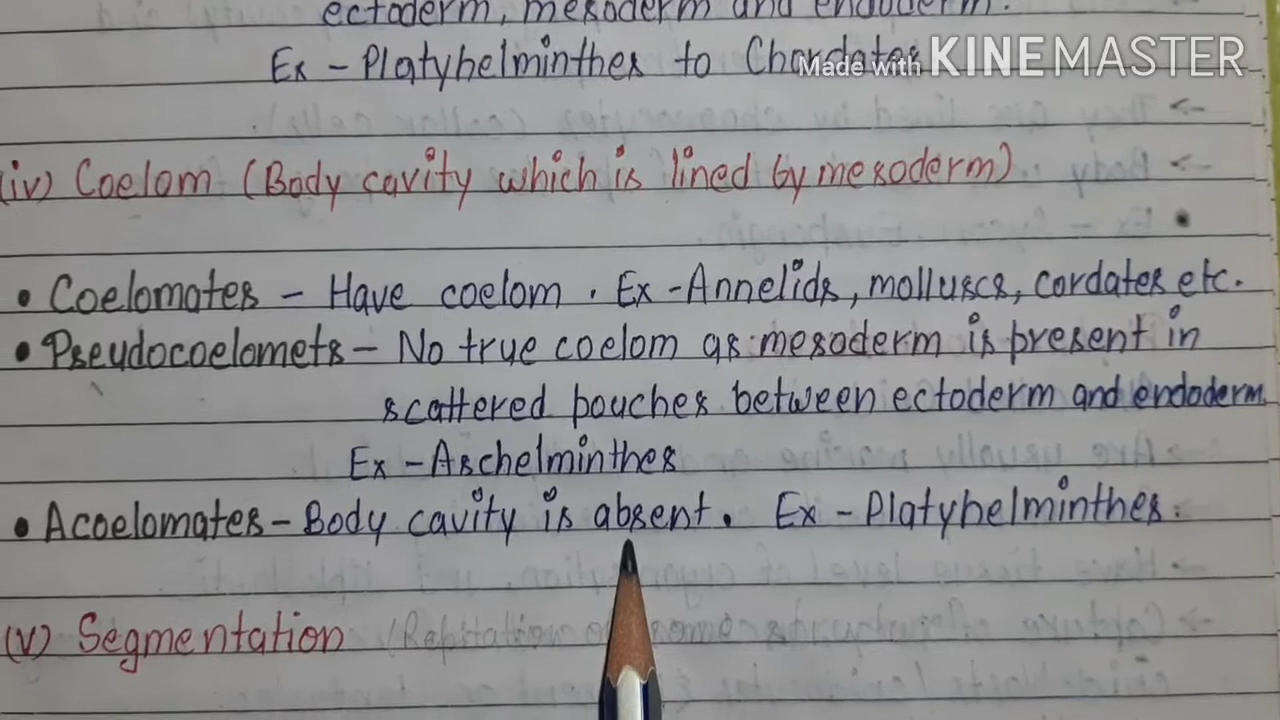 ectoderm, mesoderm and endoderm.
Ex - Platyhelminthes to Chordates
Made with KINEMASTER
(iv) Coelom (Body cavity which is lined by mesoderm)
• Coelomates - Have coelom. Ex - Annelids, molluscs, cordates etc.
• Pseudocoelomets - No true coelom as mesoderm is present in
scattered pouches between ectoderm and endoderm.
Ex - Aschelminthes
• Acoelomates - Body cavity is absent. Ex - Platyhelminthes.
(v) Segmentation